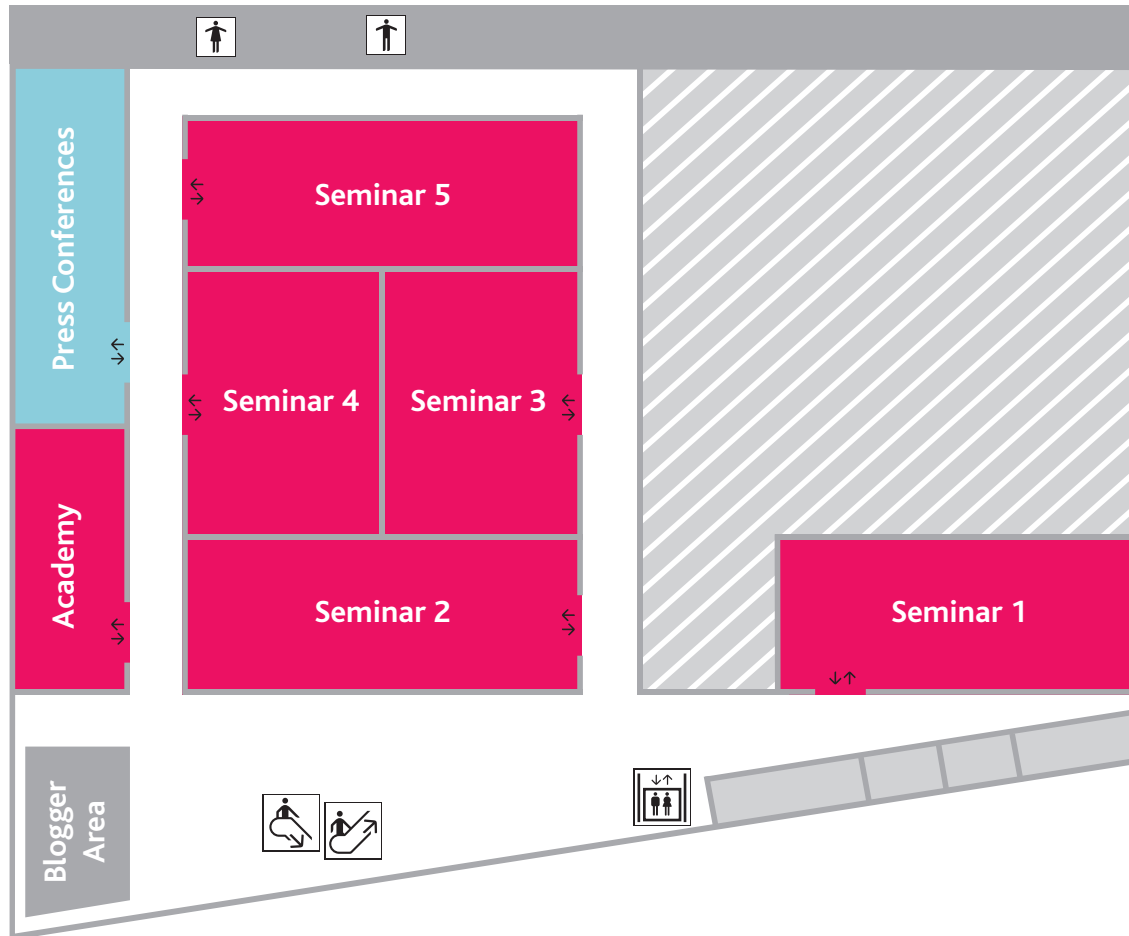 Press Conferences
Seminar 5
Seminar 4
Seminar 3
Academy
Seminar 2
Seminar 1
Blogger
Area